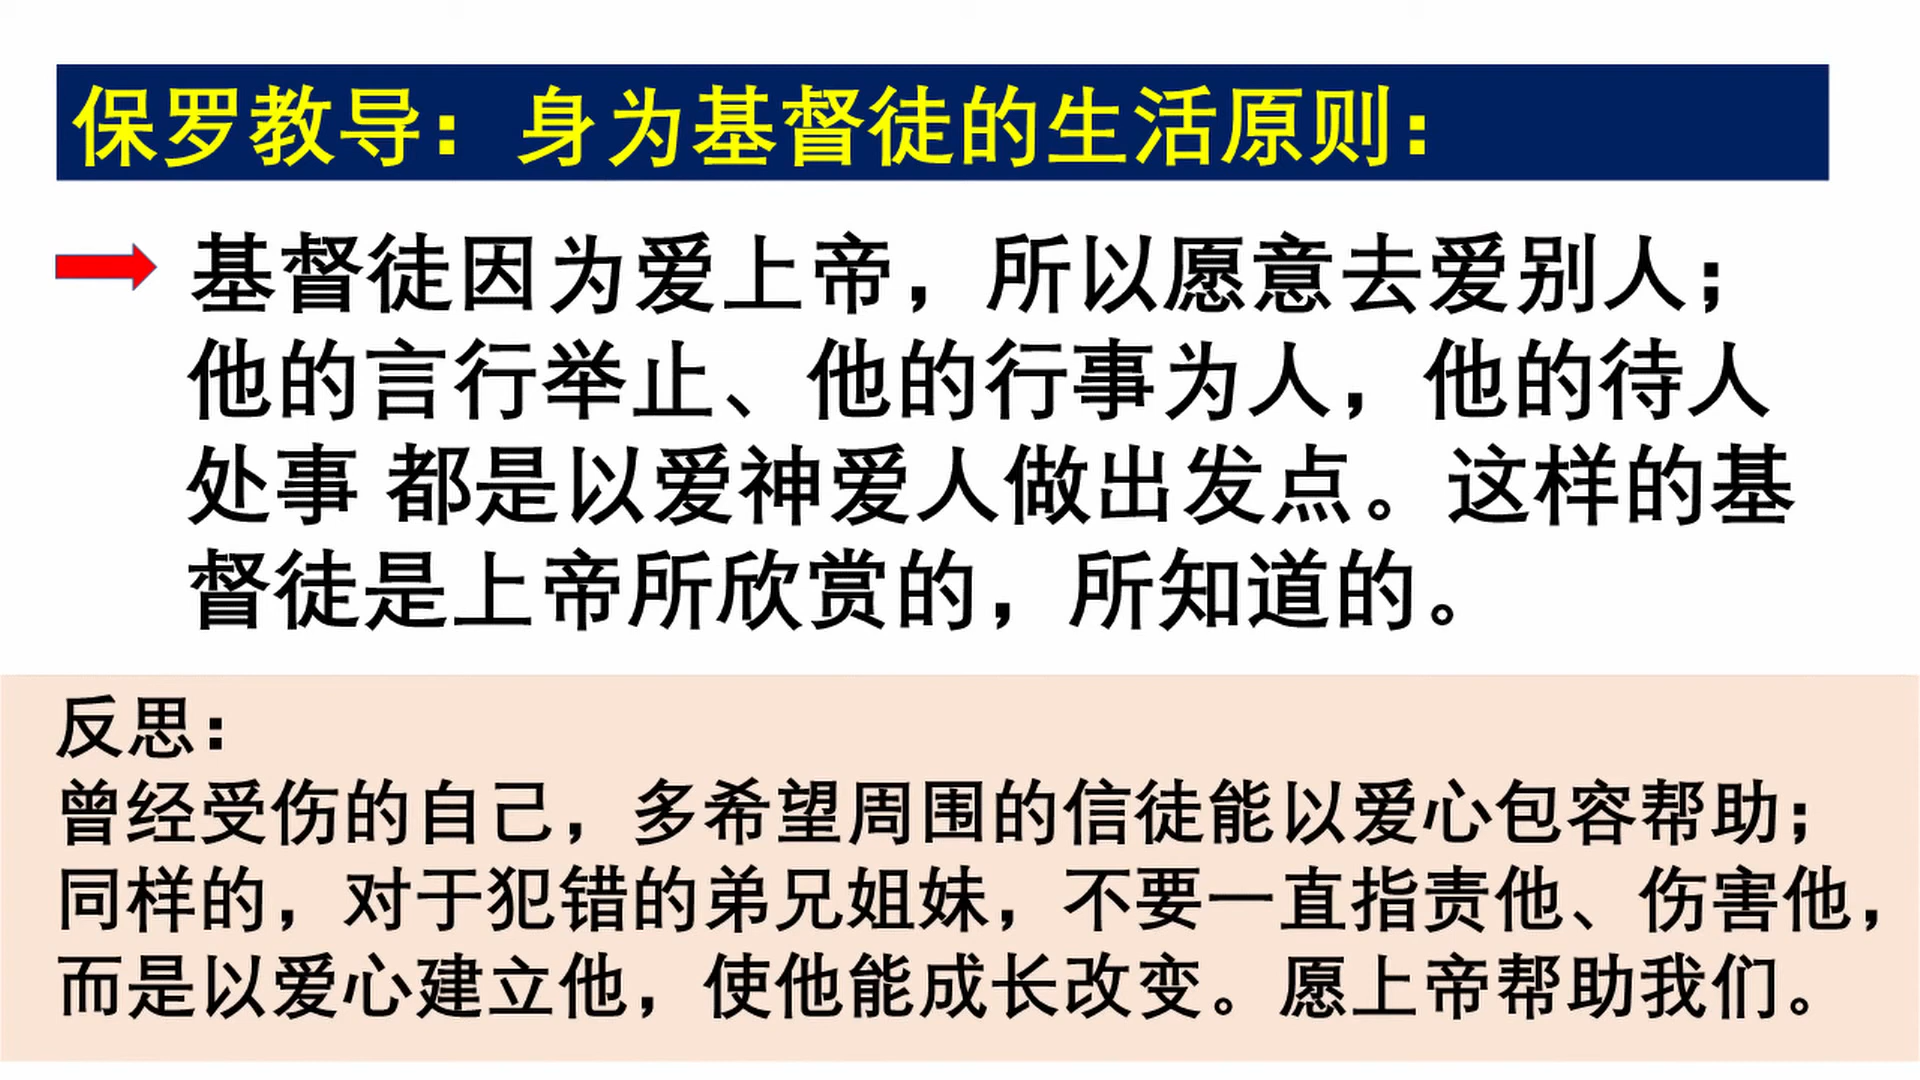 保罗教导：身为基督徒的生活原则：
基督徒因为爱上帝，所以愿意去爱别人；
他的言行举止、他的行事为人，他的待人
处事 都是以爱神爱人做出发点。这样的基
督徒是上帝所欣赏的，所知道的。
反思：
曾经受伤的自己，多希望周围的信徒能以爱心包容帮助；
同样的，对于犯错的弟兄姐妹，不要一直指责他、伤害他，
而是以爱心建立他，使他能成长改变。愿上帝帮助我们。